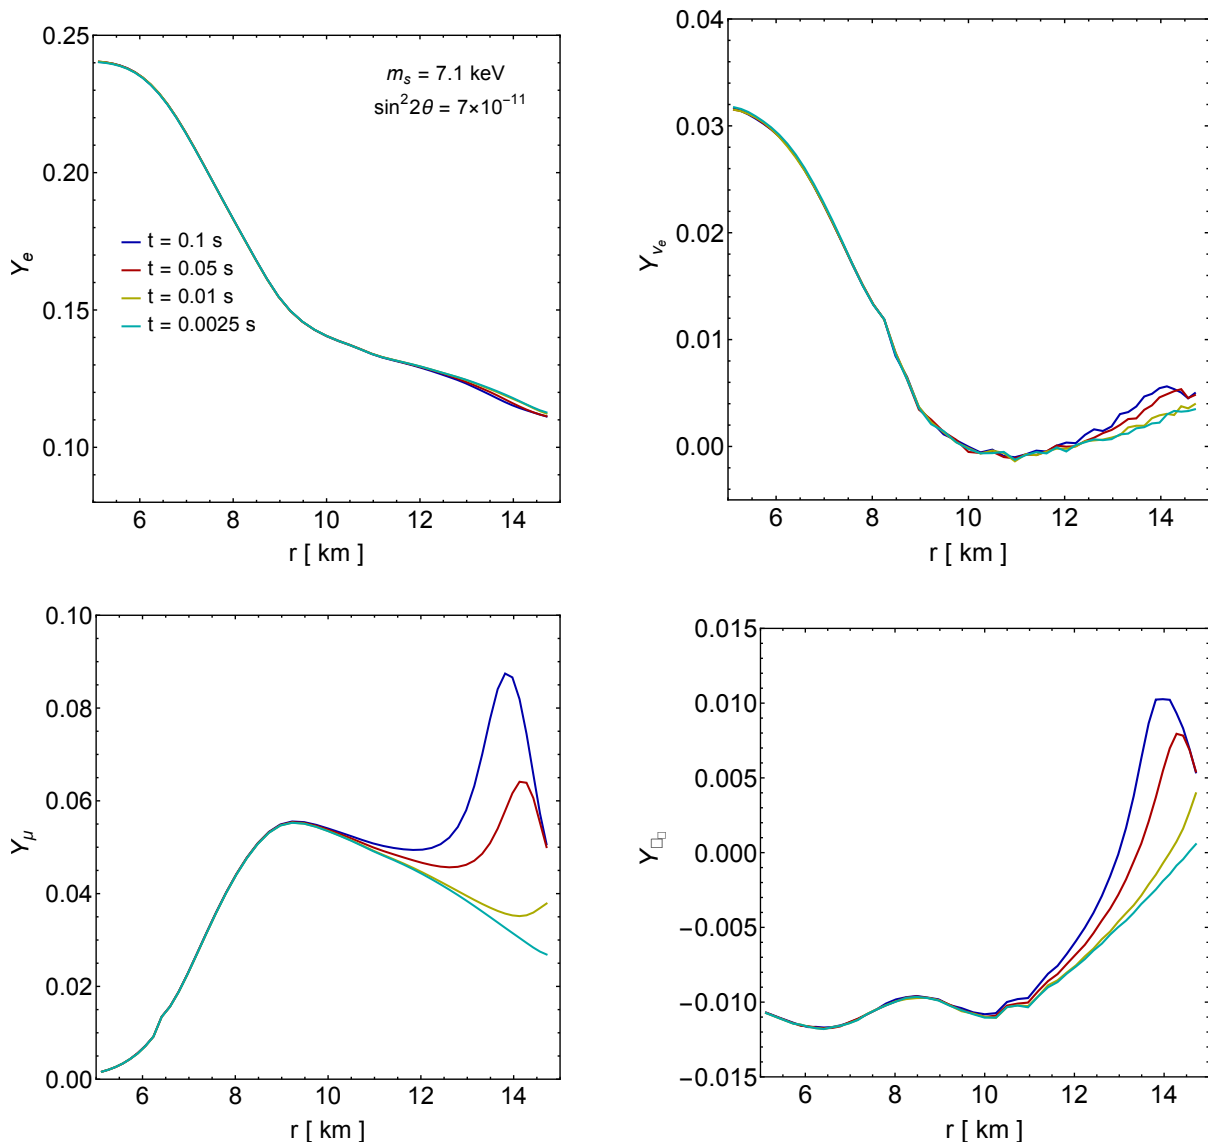 0.25
0.20
0.15
0.10
Y_e
m_s = 7.1 keV
sin²2θ = 7×10⁻¹¹
t = 0.1 s
t = 0.05 s
t = 0.01 s
t = 0.0025 s
6 8 10 12 14
r [ km ]
0.04
0.03
0.02
0.01
0.00
Y_{ν_e}
6 8 10 12 14
r [ km ]
0.10
0.08
0.06
0.04
0.02
0.00
Y_μ
6 8 10 12 14
r [ km ]
0.015
0.010
0.005
0.000
−0.005
−0.010
−0.015
Y_{□_□}
6 8 10 12 14
r [ km ]